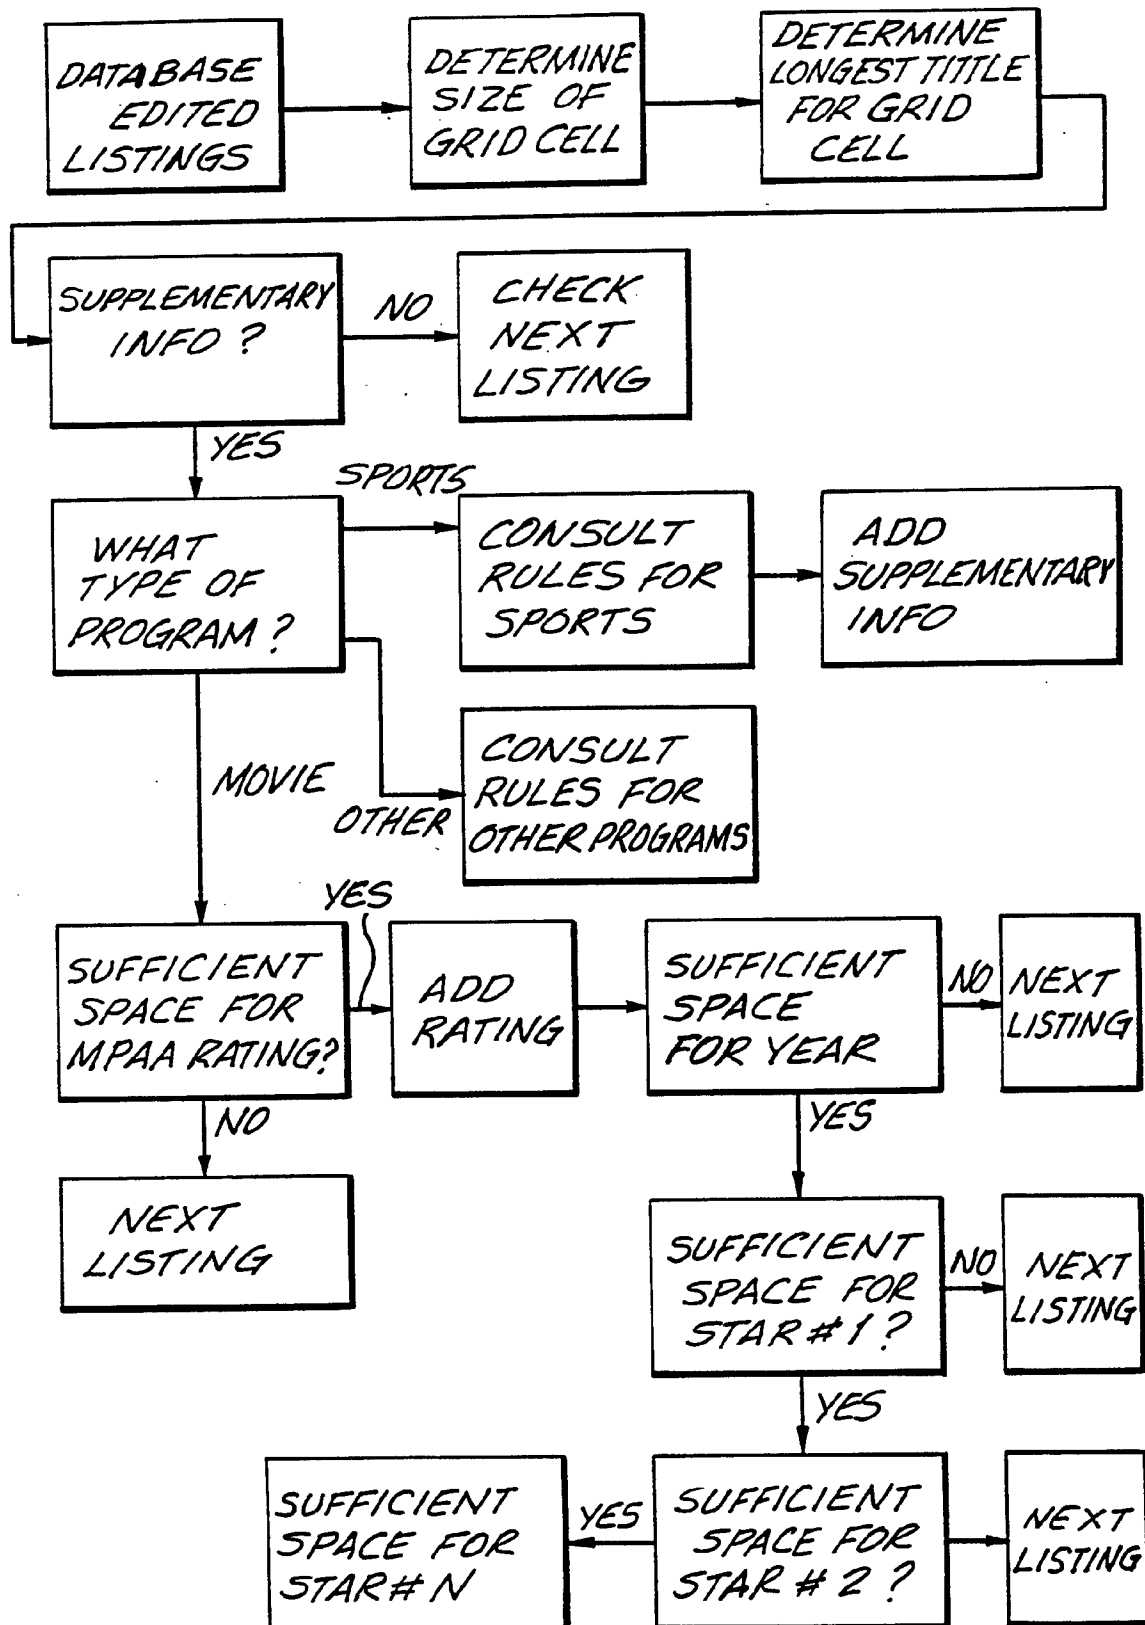 DATABASE
EDITED
LISTINGS
DETERMINE
SIZE OF
GRID CELL
DETERMINE
LONGEST TITTLE
FOR GRID
CELL
SUPPLEMENTARY
INFO ?
NO
CHECK
NEXT
LISTING
YES
SPORTS
WHAT
TYPE OF
PROGRAM ?
CONSULT
RULES FOR
SPORTS
ADD
SUPPLEMENTARY
INFO
MOVIE
OTHER
CONSULT
RULES FOR
OTHER PROGRAMS
YES
SUFFICIENT
SPACE FOR
MPAA RATING?
ADD
RATING
SUFFICIENT
SPACE
FOR YEAR
NO
NEXT
LISTING
NO
YES
NEXT
LISTING
SUFFICIENT
SPACE FOR
STAR # 1 ?
NO
NEXT
LISTING
YES
SUFFICIENT
SPACE FOR
STAR # N
YES
SUFFICIENT
SPACE FOR
STAR # 2 ?
NEXT
LISTING